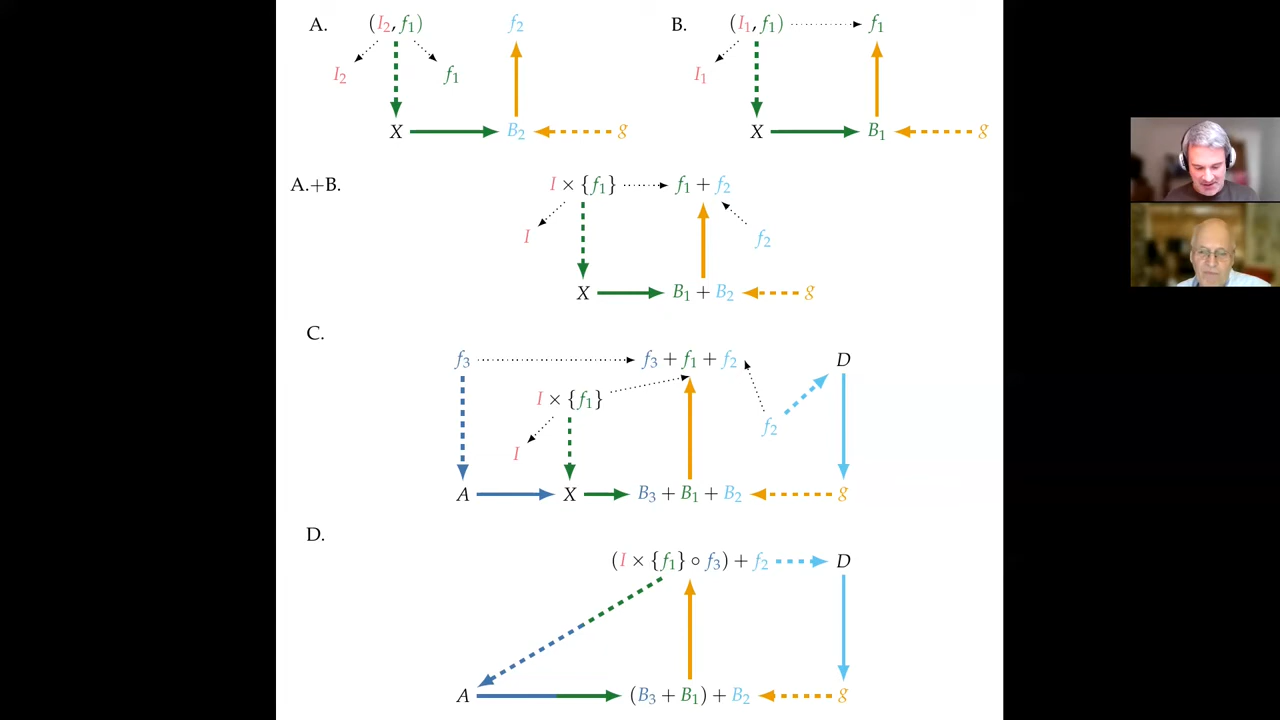 A. (I₂, f₁) f₂ B. (I₁, f₁) f₁
I₂ f₁ I₁
X B₂ g X B₁ g
A.+B. I × {f₁} f₁ + f₂
I f₂
X B₁ + B₂ g
C.
f₃ f₃ + f₁ + f₂ D
I × {f₁}
f₂
I
A X B₃ + B₁ + B₂ g
D.
(I × {f₁} ∘ f₃) + f₂ D
A (B₃ + B₁) + B₂ g